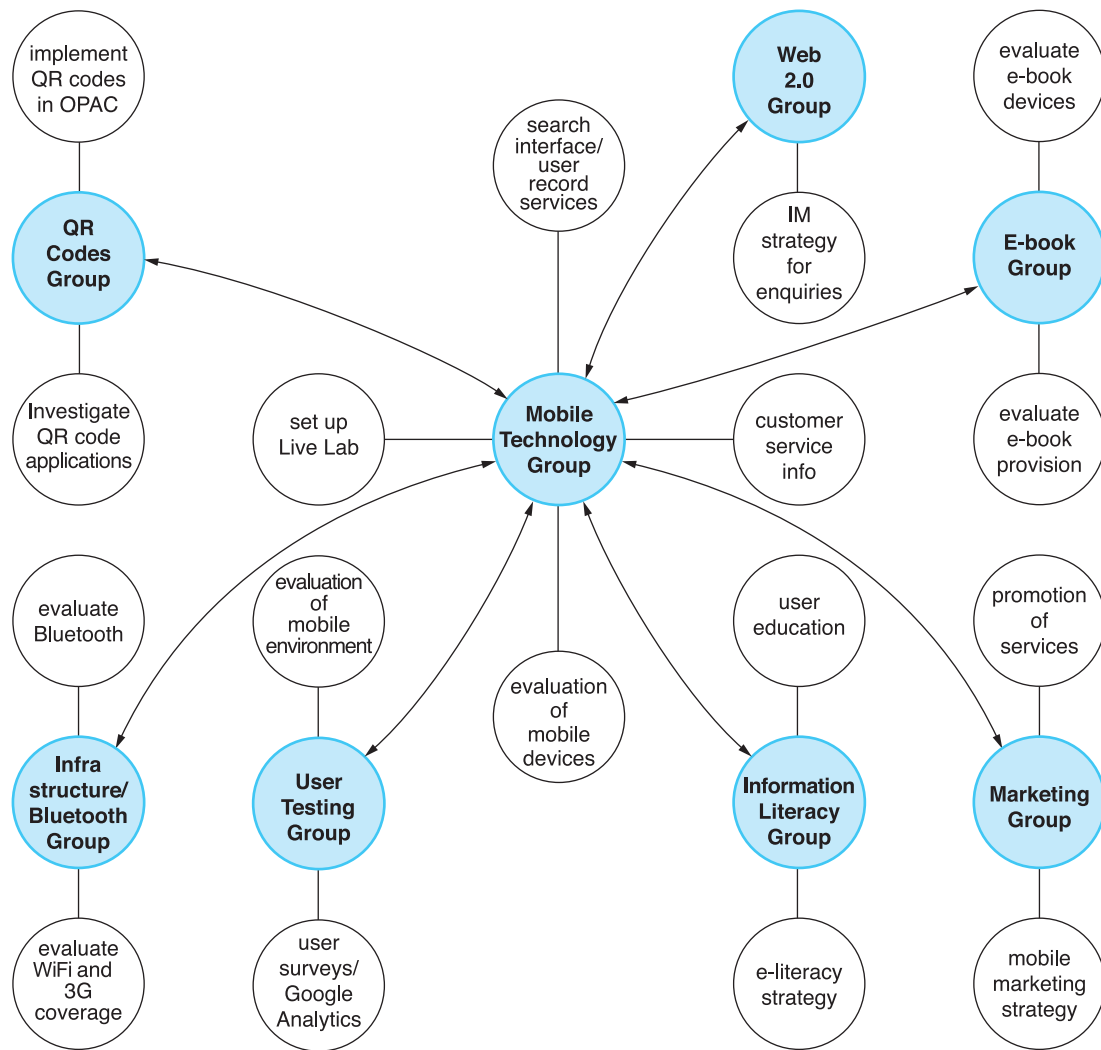 implement
QR codes
in OPAC
Web
2.0
Group
evaluate
e-book
devices
search
interface/
user
record
services
QR
Codes
Group
IM
strategy
for
enquiries
E-book
Group
Investigate
QR code
applications
set up
Live Lab
Mobile
Technology
Group
customer
service
info
evaluate
e-book
provision
evaluate
Bluetooth
evaluation
of
mobile
environment
evaluation
of
mobile
devices
user
education
promotion
of
services
Infra
structure/
Bluetooth
Group
User
Testing
Group
Information
Literacy
Group
Marketing
Group
evaluate
WiFi and
3G
coverage
user
surveys/
Google
Analytics
e-literacy
strategy
mobile
marketing
strategy